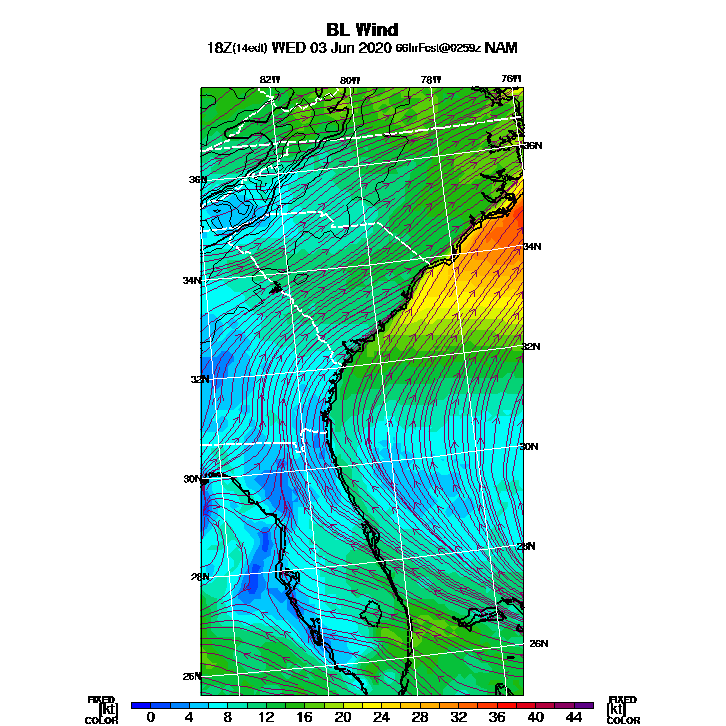 BL Wind
18Z(14edt) WED 03 Jun 2020 66hrFcst@0259z NAM
82W 80W 78W 76W
36N
36N
34N
34N
32N
32N
30N
30N
28N
28N
26N
26N
FIXED FIXED
[kt] 0 4 8 12 16 20 24 28 32 36 40 44 [kt]
COLOR COLOR